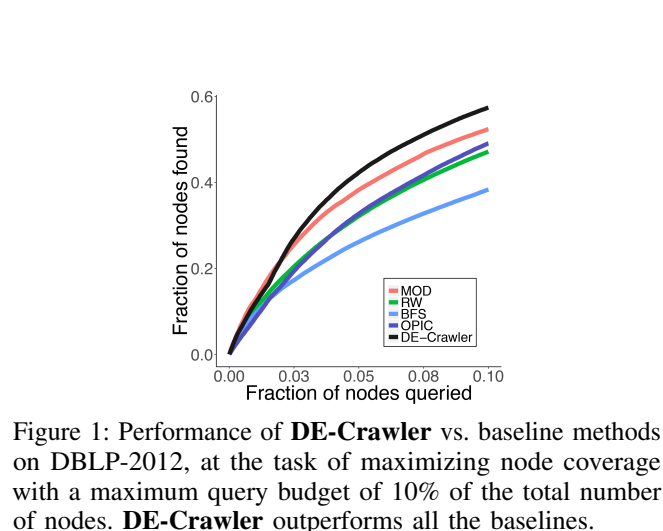 0.6
0.4
0.2
0.0
Fraction of nodes found
MOD
RW
BFS
OPIC
DE−Crawler
0.00 0.03 0.05 0.08 0.10
Fraction of nodes queried
Figure 1: Performance of DE-Crawler vs. baseline methods
on DBLP-2012, at the task of maximizing node coverage
with a maximum query budget of 10% of the total number
of nodes. DE-Crawler outperforms all the baselines.